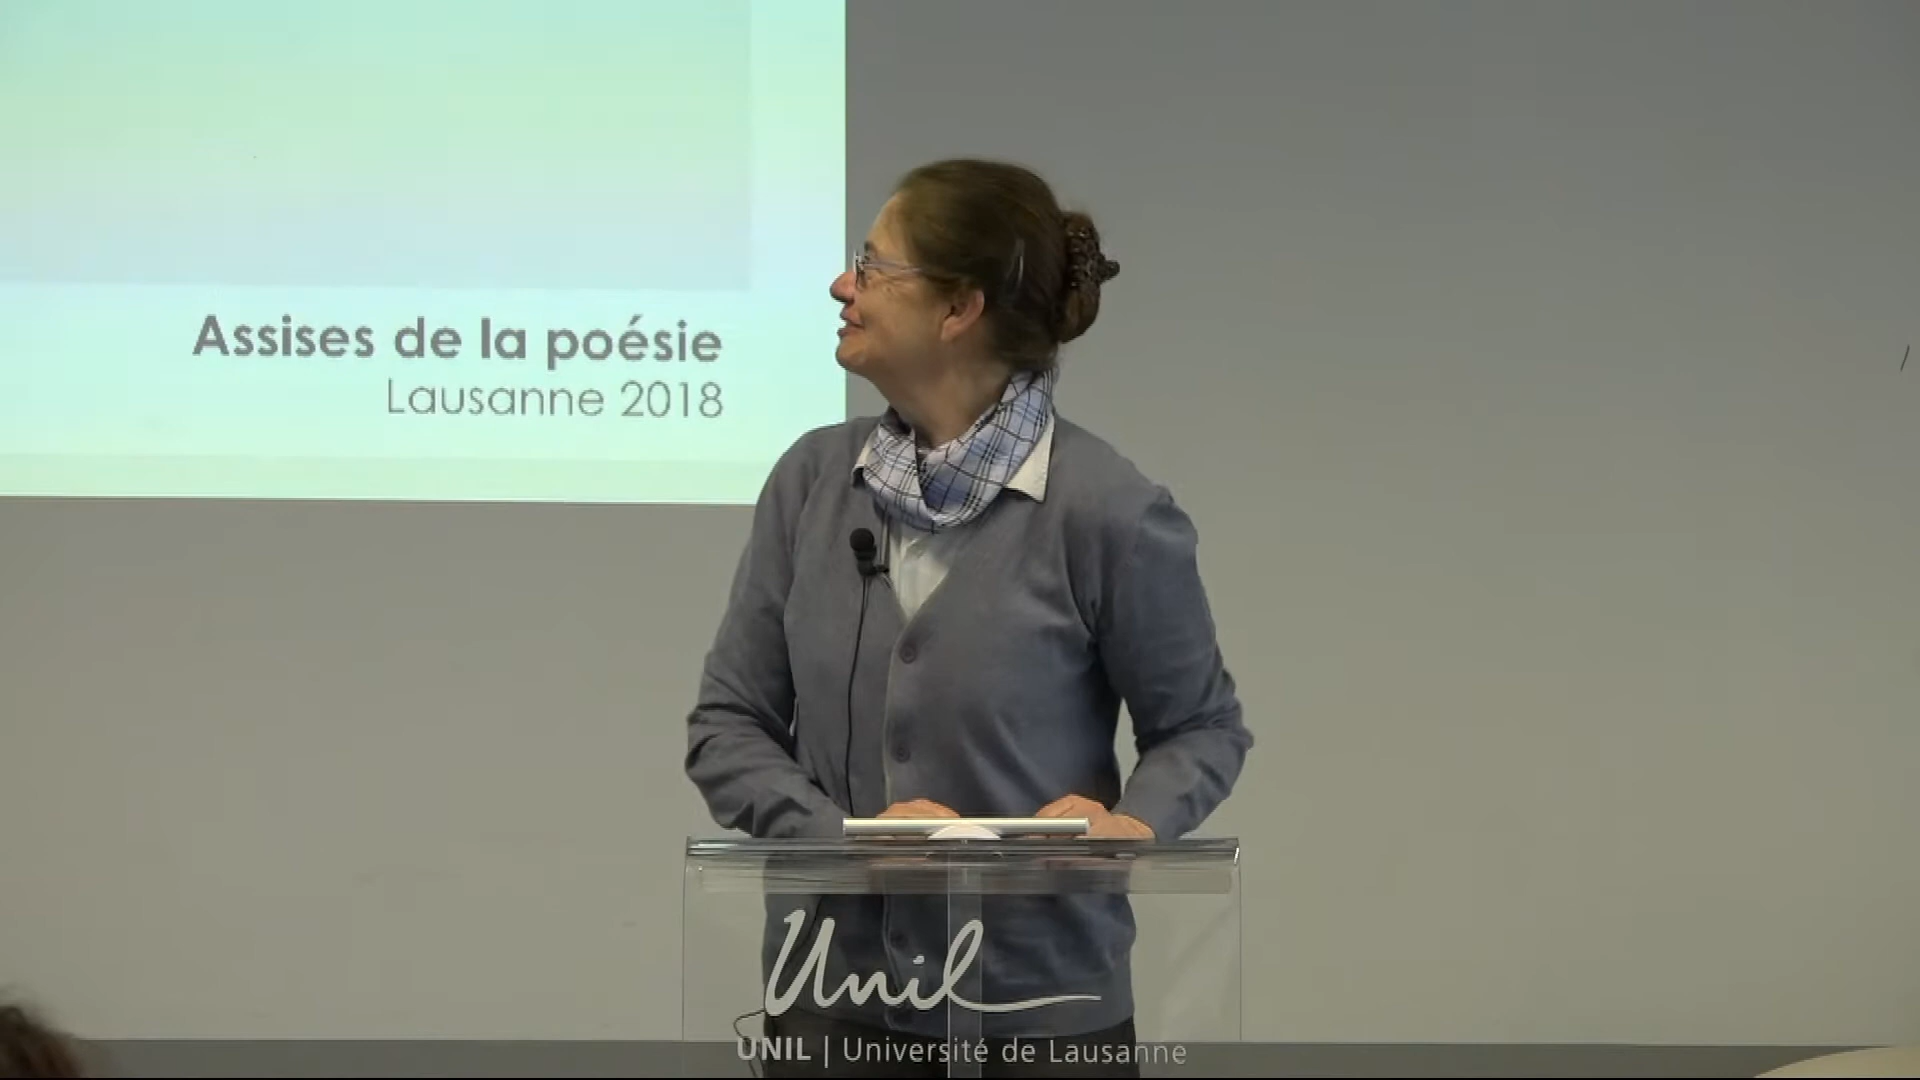 Assises de la poésie
Lausanne 2018
Unil
UNIL | Université de Lausanne